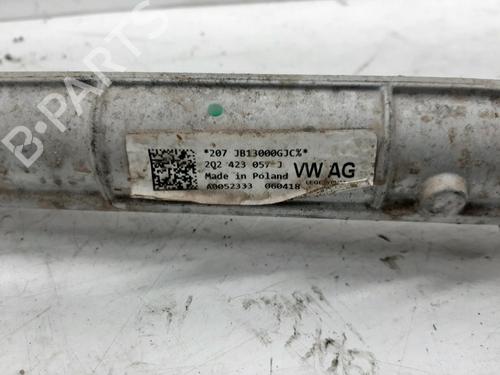 *207 JB13000GJC%*
2Q2 423 057 J
Made in Poland VW AG
A0052333 060418
B-PARTS